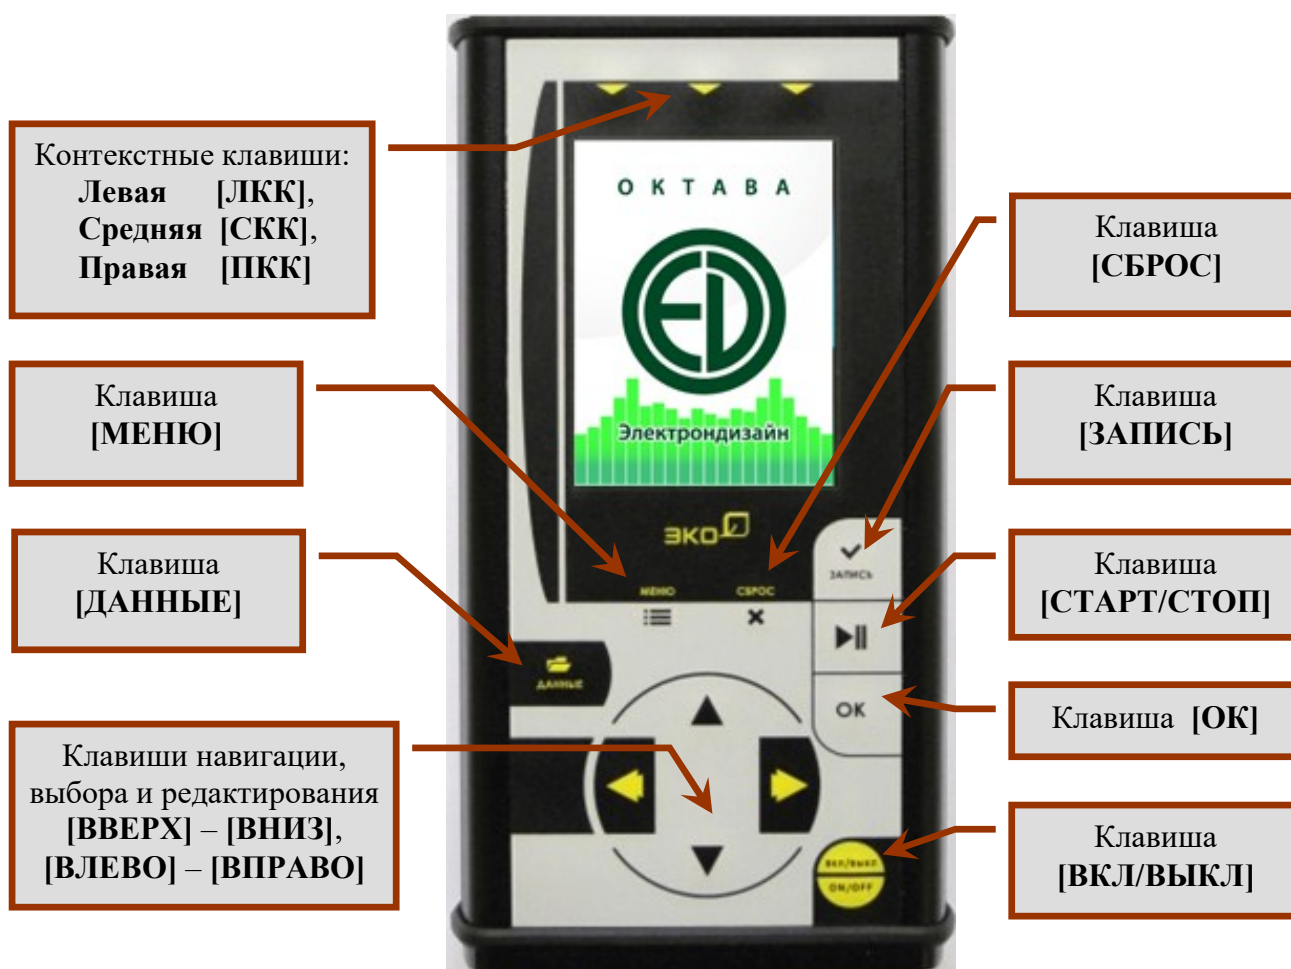 Контекстные клавиши:
Левая [ЛКК],
Средняя [СКК],
Правая [ПКК]
Клавиша
[МЕНЮ]
Клавиша
[ДАННЫЕ]
Клавиши навигации,
выбора и редактирования
[ВВЕРХ] – [ВНИЗ],
[ВЛЕВО] – [ВПРАВО]
ОКТАВА
ED
Электрондизайн
ЭКО
МЕНЮ
СБРОС
ЗАПИСЬ
ДАННЫЕ
ОК
ВКЛ/ВЫКЛ
ON/OFF
Клавиша
[СБРОС]
Клавиша
[ЗАПИСЬ]
Клавиша
[СТАРТ/СТОП]
Клавиша [ОК]
Клавиша
[ВКЛ/ВЫКЛ]